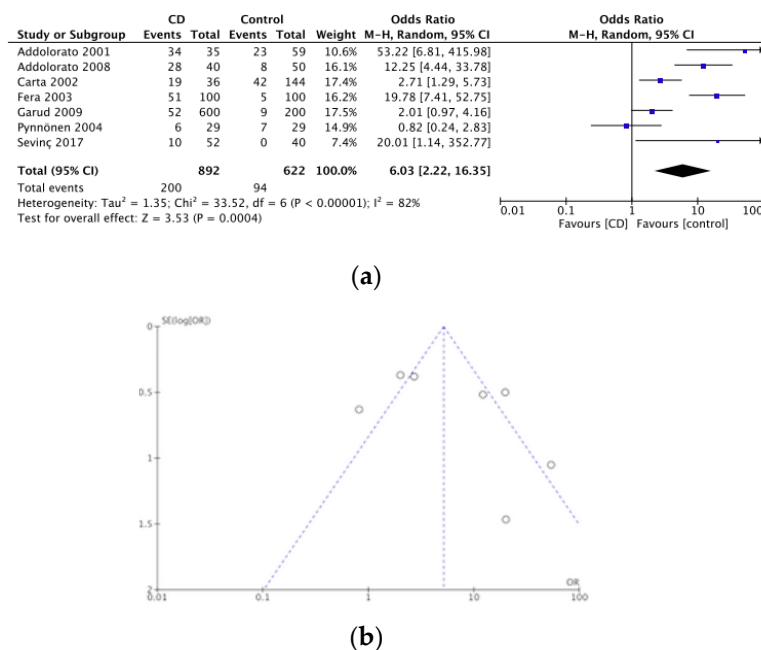 CD Control Odds Ratio Odds Ratio
Study or Subgroup Events Total Events Total Weight M-H, Random, 95% CI M-H, Random, 95% CI
Addolorato 2001 34 35 23 59 10.6% 53.22 [6.81, 415.98]
Addolorato 2008 28 40 8 50 16.1% 12.25 [4.44, 33.78]
Carta 2002 19 36 42 144 17.4% 2.71 [1.29, 5.73]
Fera 2003 51 100 5 100 16.2% 19.78 [7.41, 52.75]
Garud 2009 52 600 9 200 17.5% 2.01 [0.97, 4.16]
Pynnönen 2004 6 29 7 29 14.9% 0.82 [0.24, 2.83]
Sevinç 2017 10 52 0 40 7.4% 20.01 [1.14, 352.77]
Total (95% CI) 892 622 100.0% 6.03 [2.22, 16.35]
Total events 200 94
Heterogeneity: Tau² = 1.35; Chi² = 33.52, df = 6 (P < 0.00001); I² = 82%
Test for overall effect: Z = 3.53 (P = 0.0004)
0.01 0.1 1 10 100
Favours [CD] Favours [control]
(a)
SE(log[OR])
0
0.5
1
1.5
2
OR
0.01 0.1 1 10 100
(b)